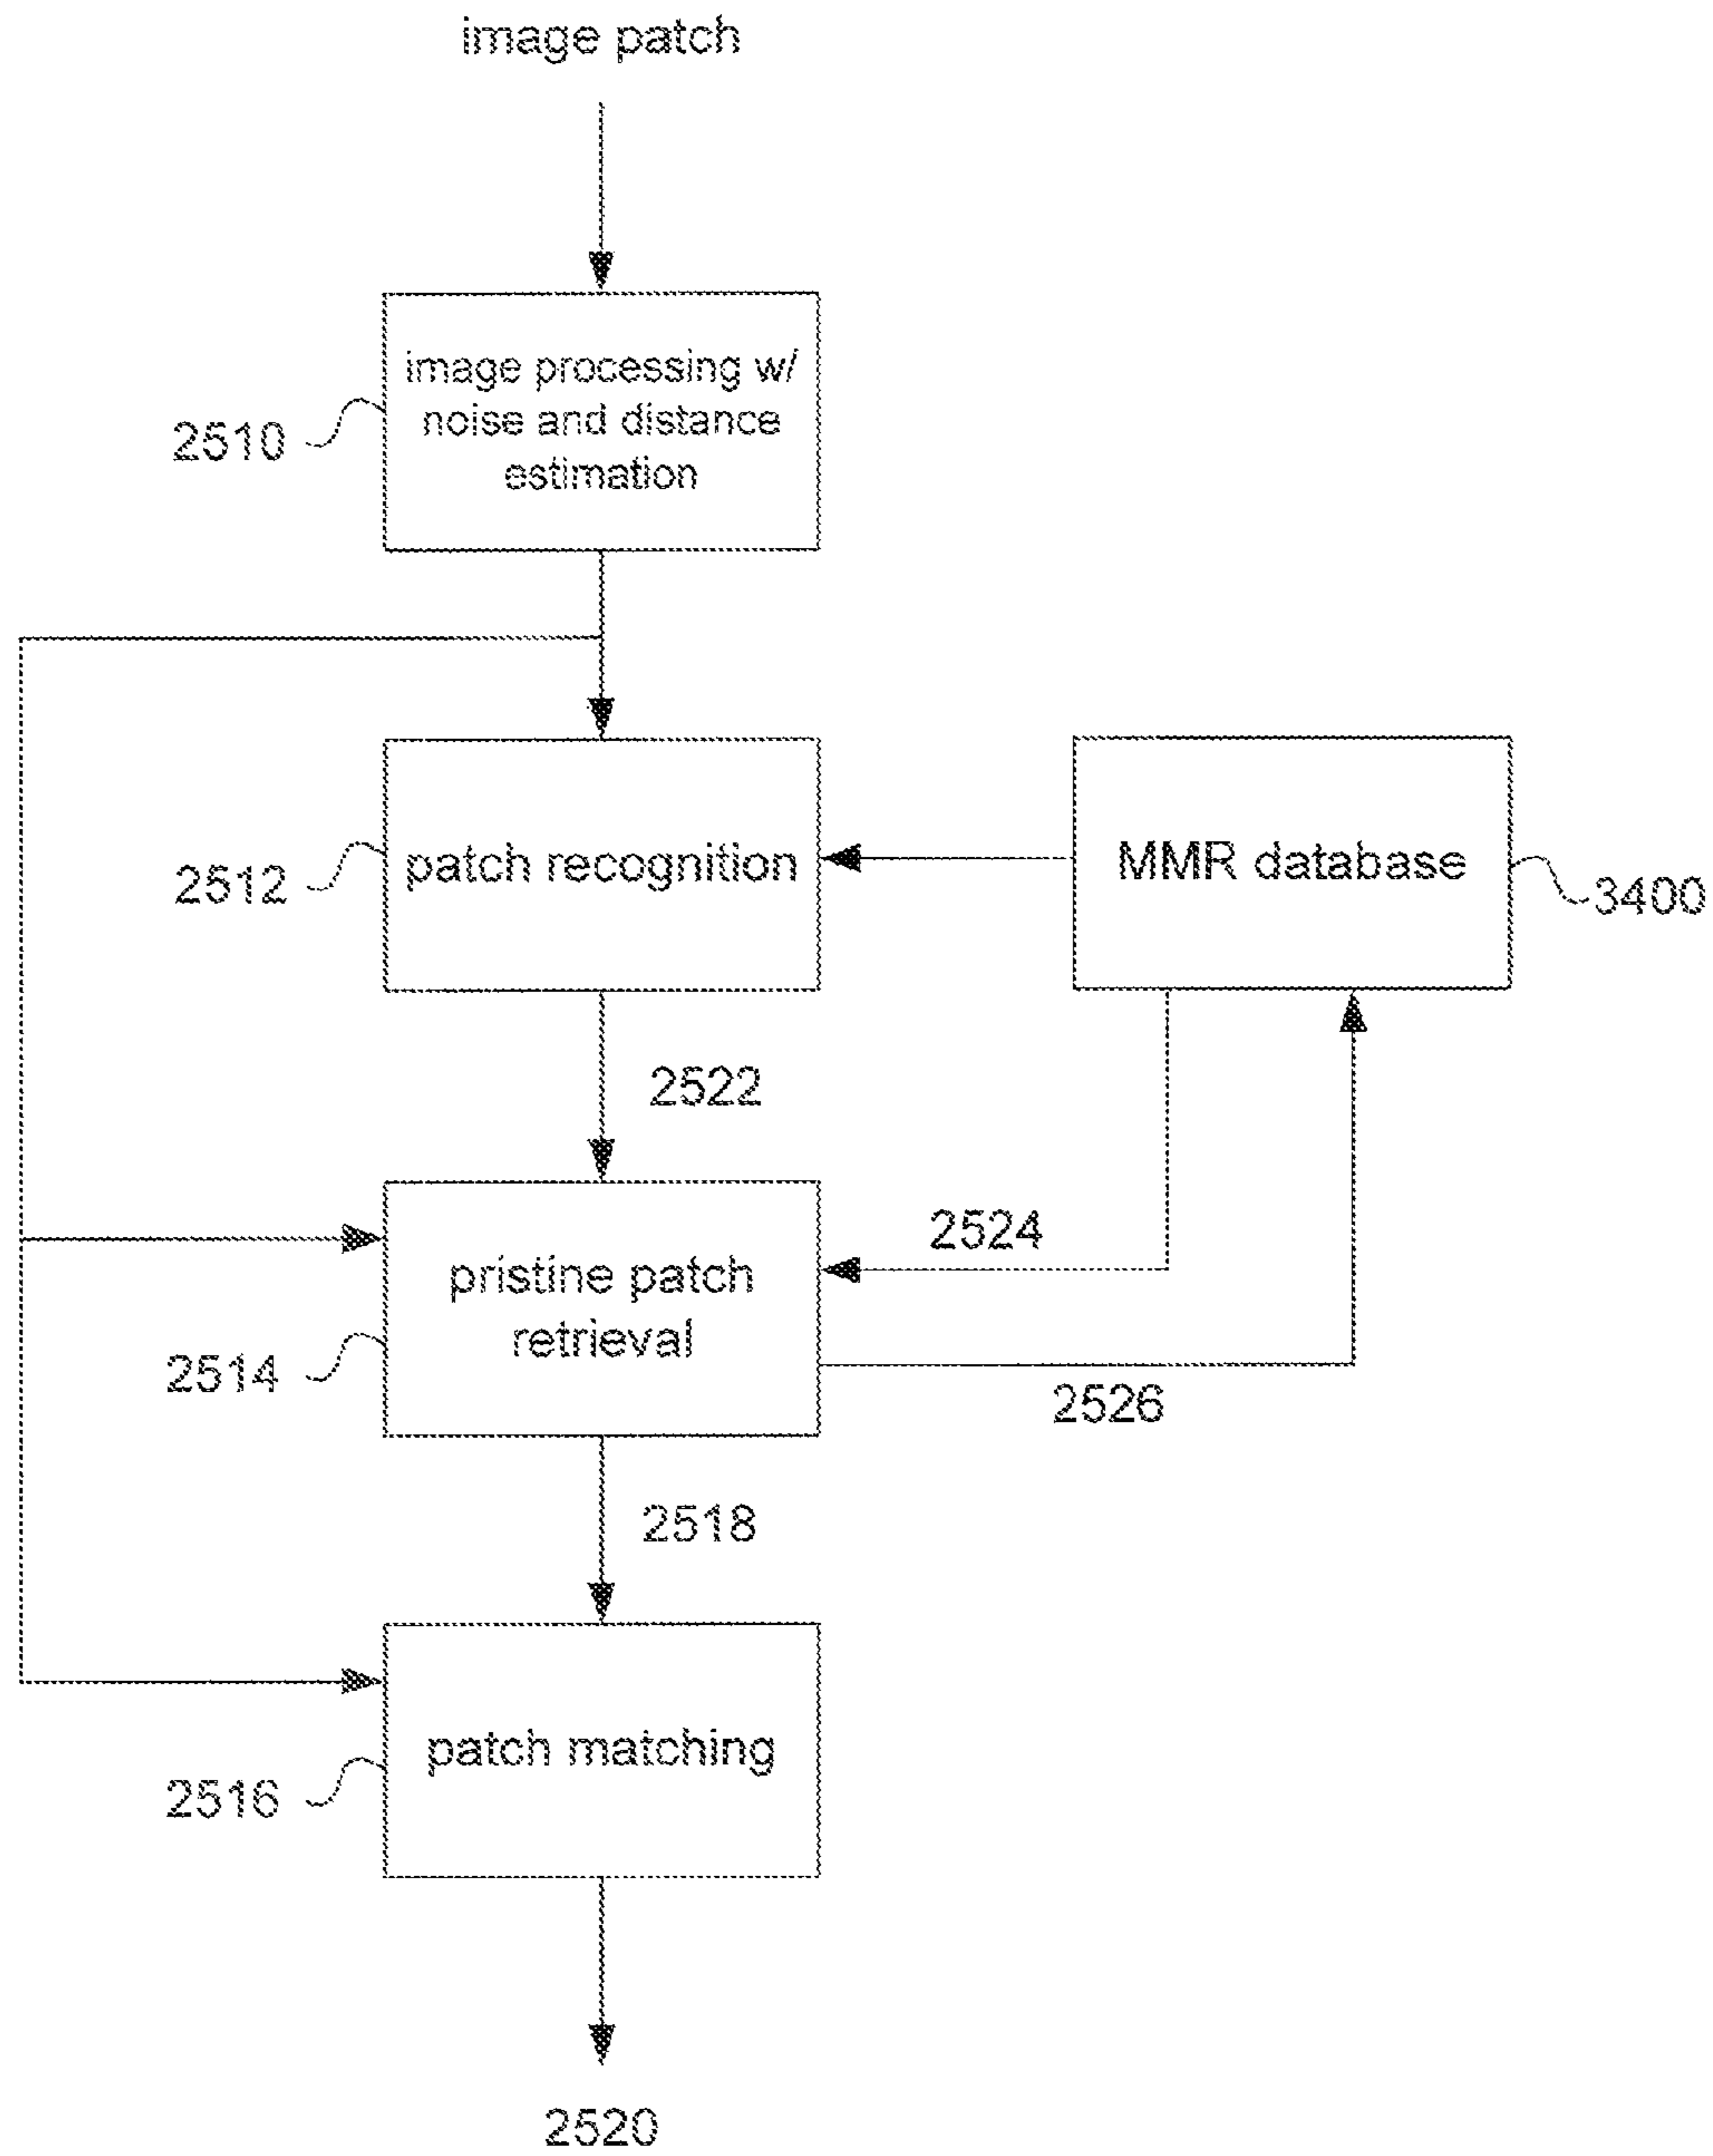 image patch
image processing w/
noise and distance
estimation
2510
patch recognition
2512
MMR database
3400
2522
pristine patch
retrieval
2514
2524
2526
2518
patch matching
2516
2520